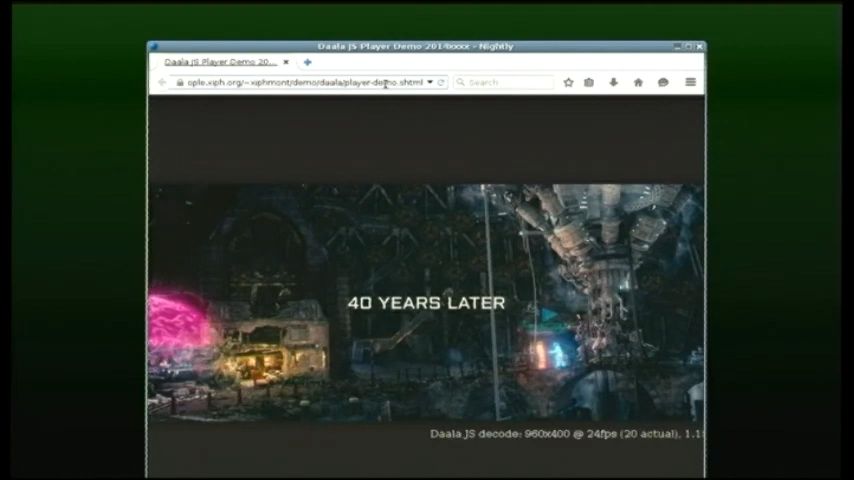 Daala JS Player Demo 2014xxxx - Nightly
Daala JS Player Demo 20...
ople.xiph.org/~xiphmont/demo/daala/player-demo.shtml
Search
40 YEARS LATER
Daala JS decode: 960x400 @ 24fps (20 actual), 1.1